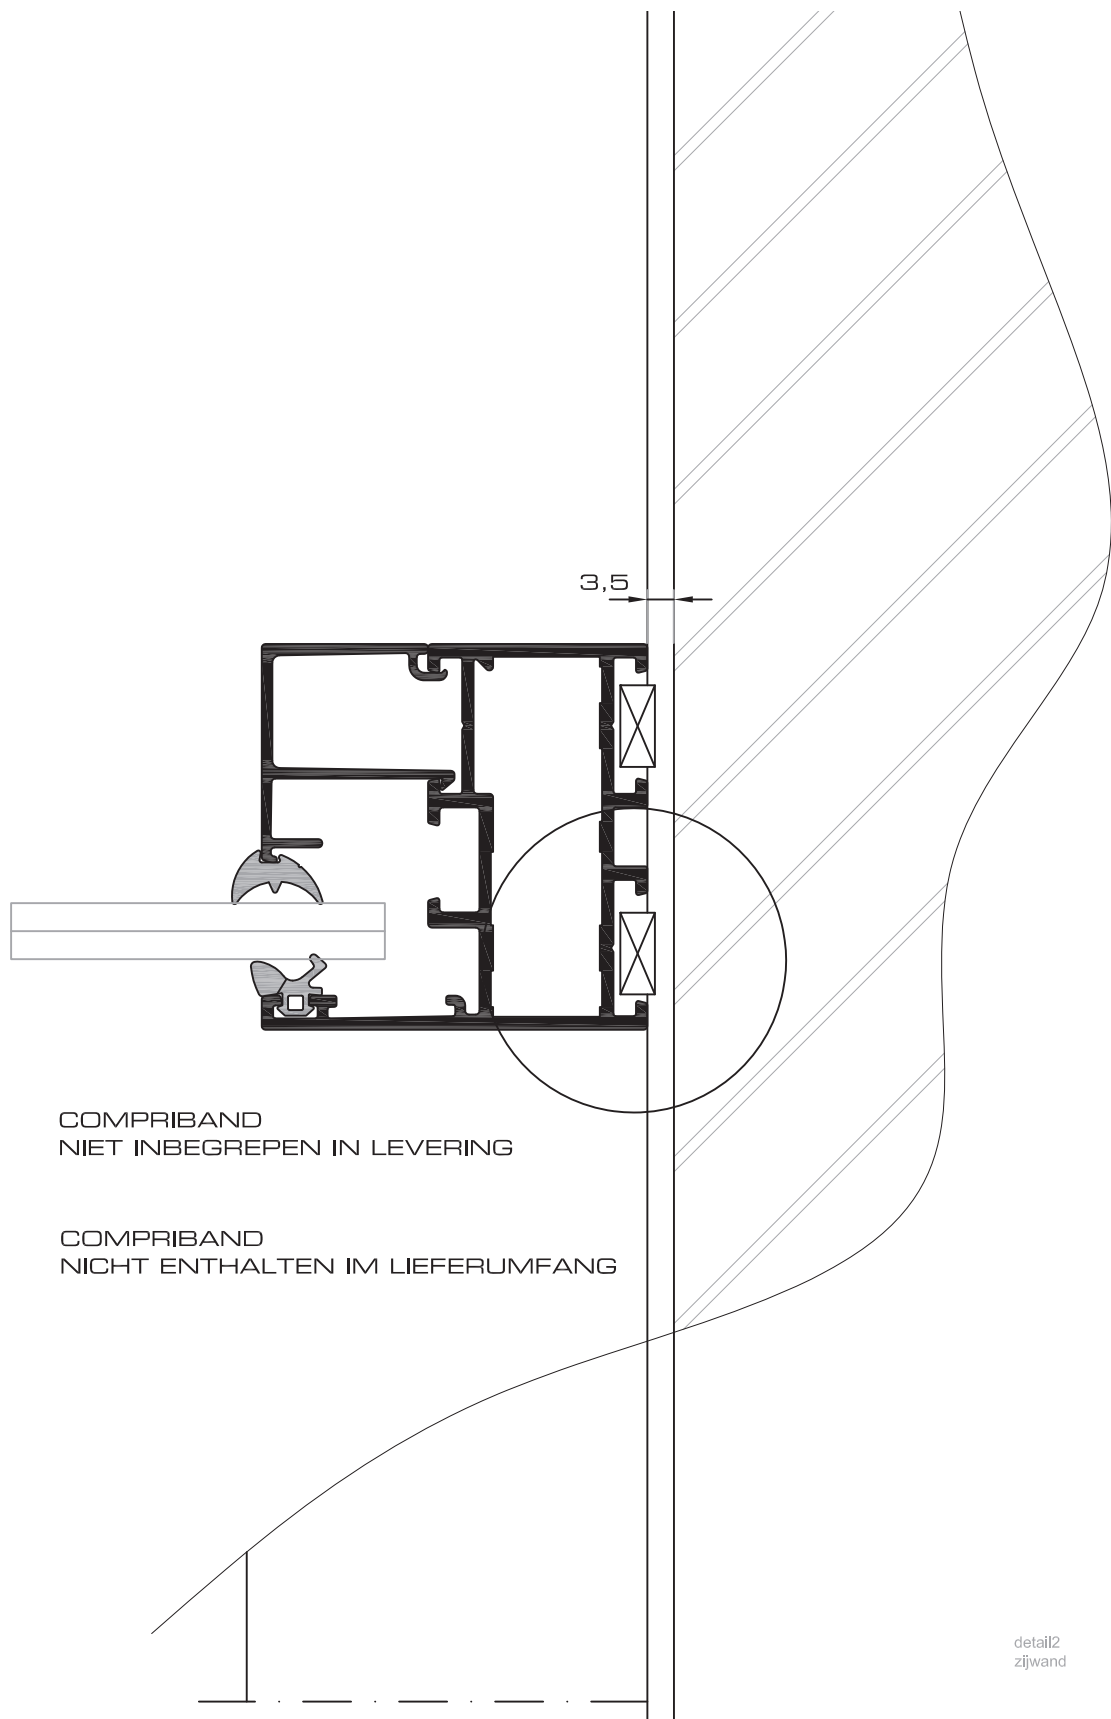 3,5
COMPRIBAND
NIET INBEGREPEN IN LEVERING
COMPRIBAND
NICHT ENTHALTEN IM LIEFERUMFANG
detail2
zijwand